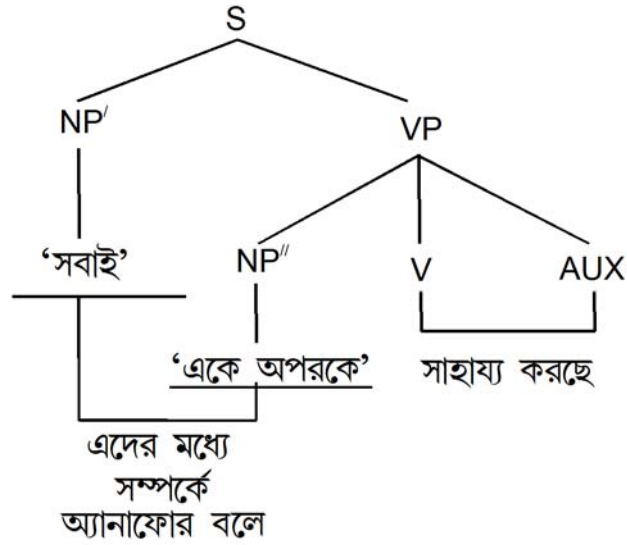 S
NP′ VP
‘সবাই’ NP″ V AUX
‘একে অপরকে’ সাহায্য করছে
এদের মধ্যে
সম্পর্কে
অ্যানাফোর বলে